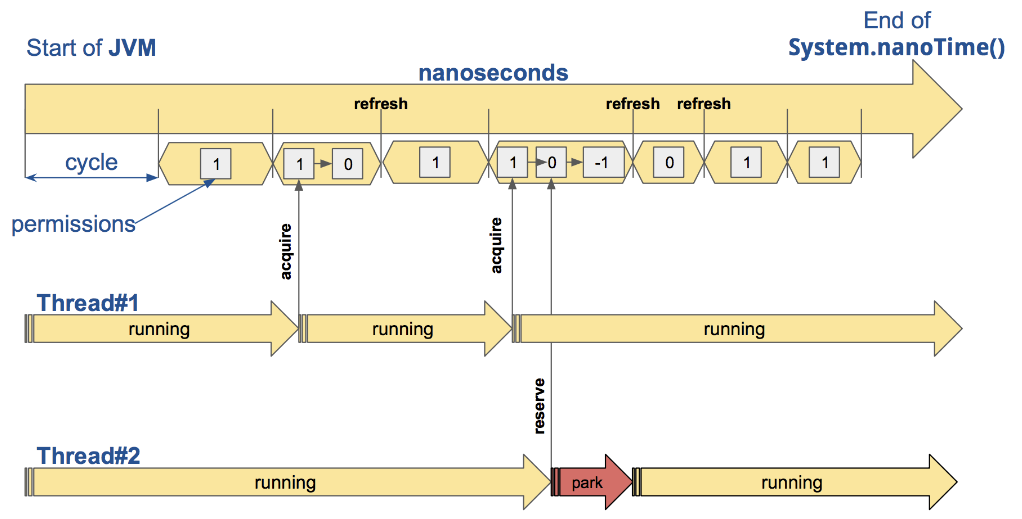 End of
Start of JVM
System.nanoTime()
nanoseconds
refresh refresh refresh
cycle
1 1 0 1 1 0 -1 0 1 1
permissions
acquire acquire
Thread#1
running running running
reserve
Thread#2
running park running